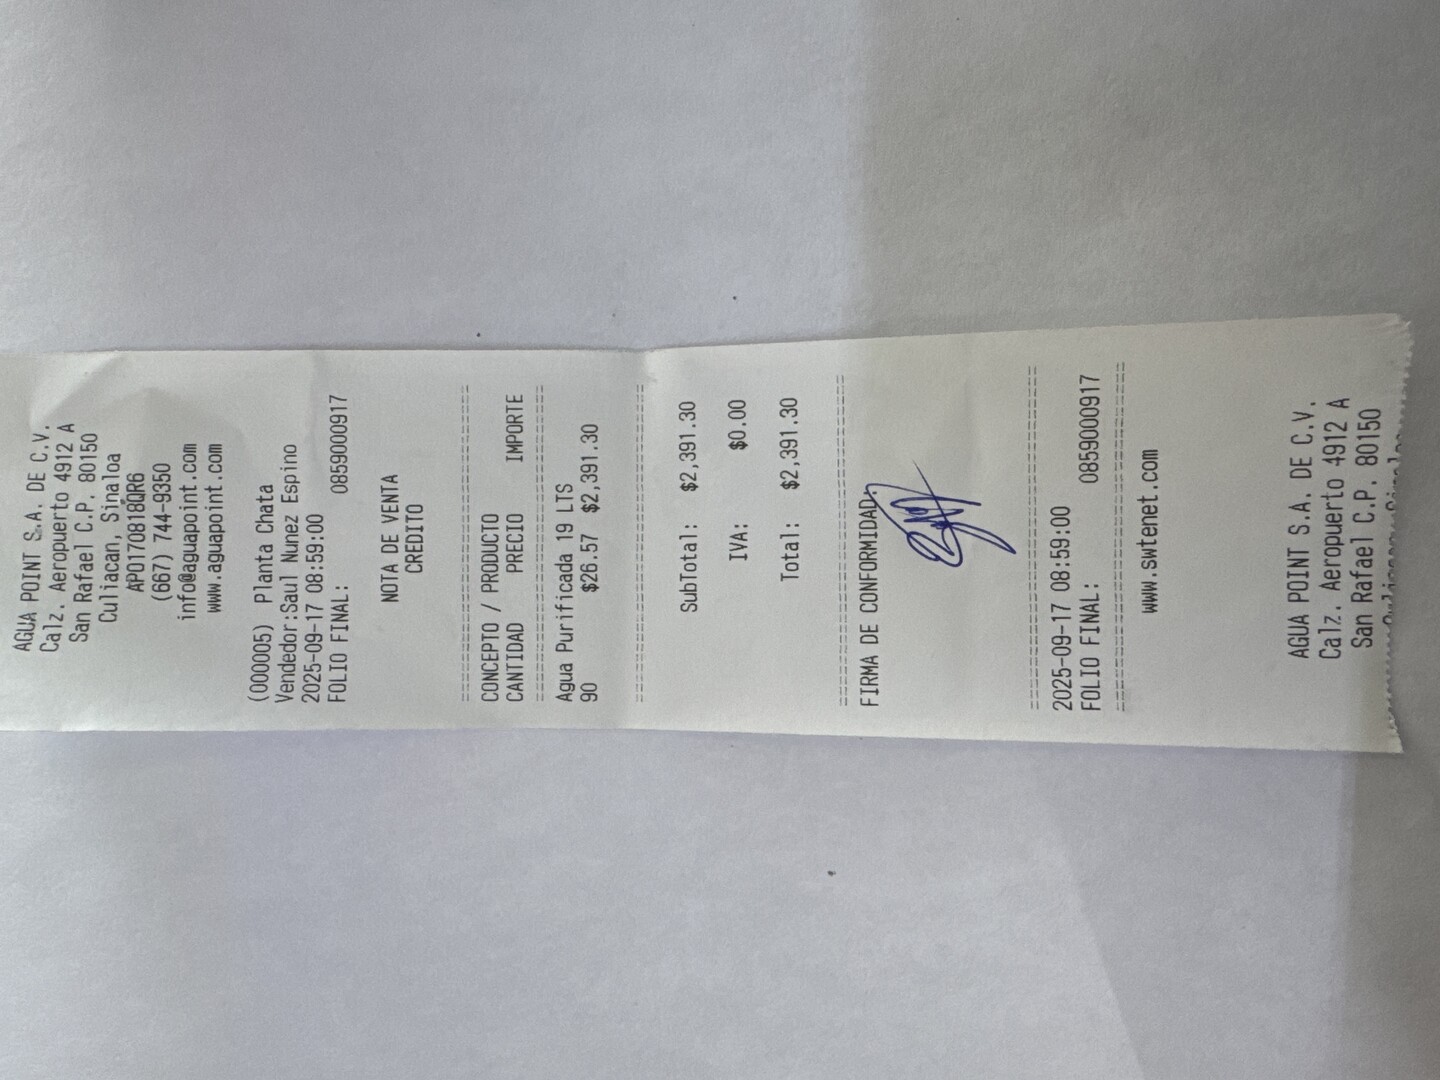 AGUA POINT S.A. DE C.V.
Calz. Aeropuerto 4912 A
San Rafael C.P. 80150
Culiacan, Sinaloa
APO170818QR6
(667) 744-9350
info@aguapoint.com
www.aguapoint.com
(000005) Planta Chata
Vendedor:Saul Nunez Espino
2025-09-17 08:59:00
FOLIO FINAL: 0859000917
NOTA DE VENTA
CREDITO
CONCEPTO / PRODUCTO
CANTIDAD PRECIO IMPORTE
Agua Purificada 19 LTS
90 $26.57 $2,391.30
SubTotal: $2,391.30
IVA: $0.00
Total: $2,391.30
FIRMA DE CONFORMIDAD
2025-09-17 08:59:00
FOLIO FINAL: 0859000917
www.swtenet.com
AGUA POINT S.A. DE C.V.
Calz. Aeropuerto 4912 A
San Rafael C.P. 80150